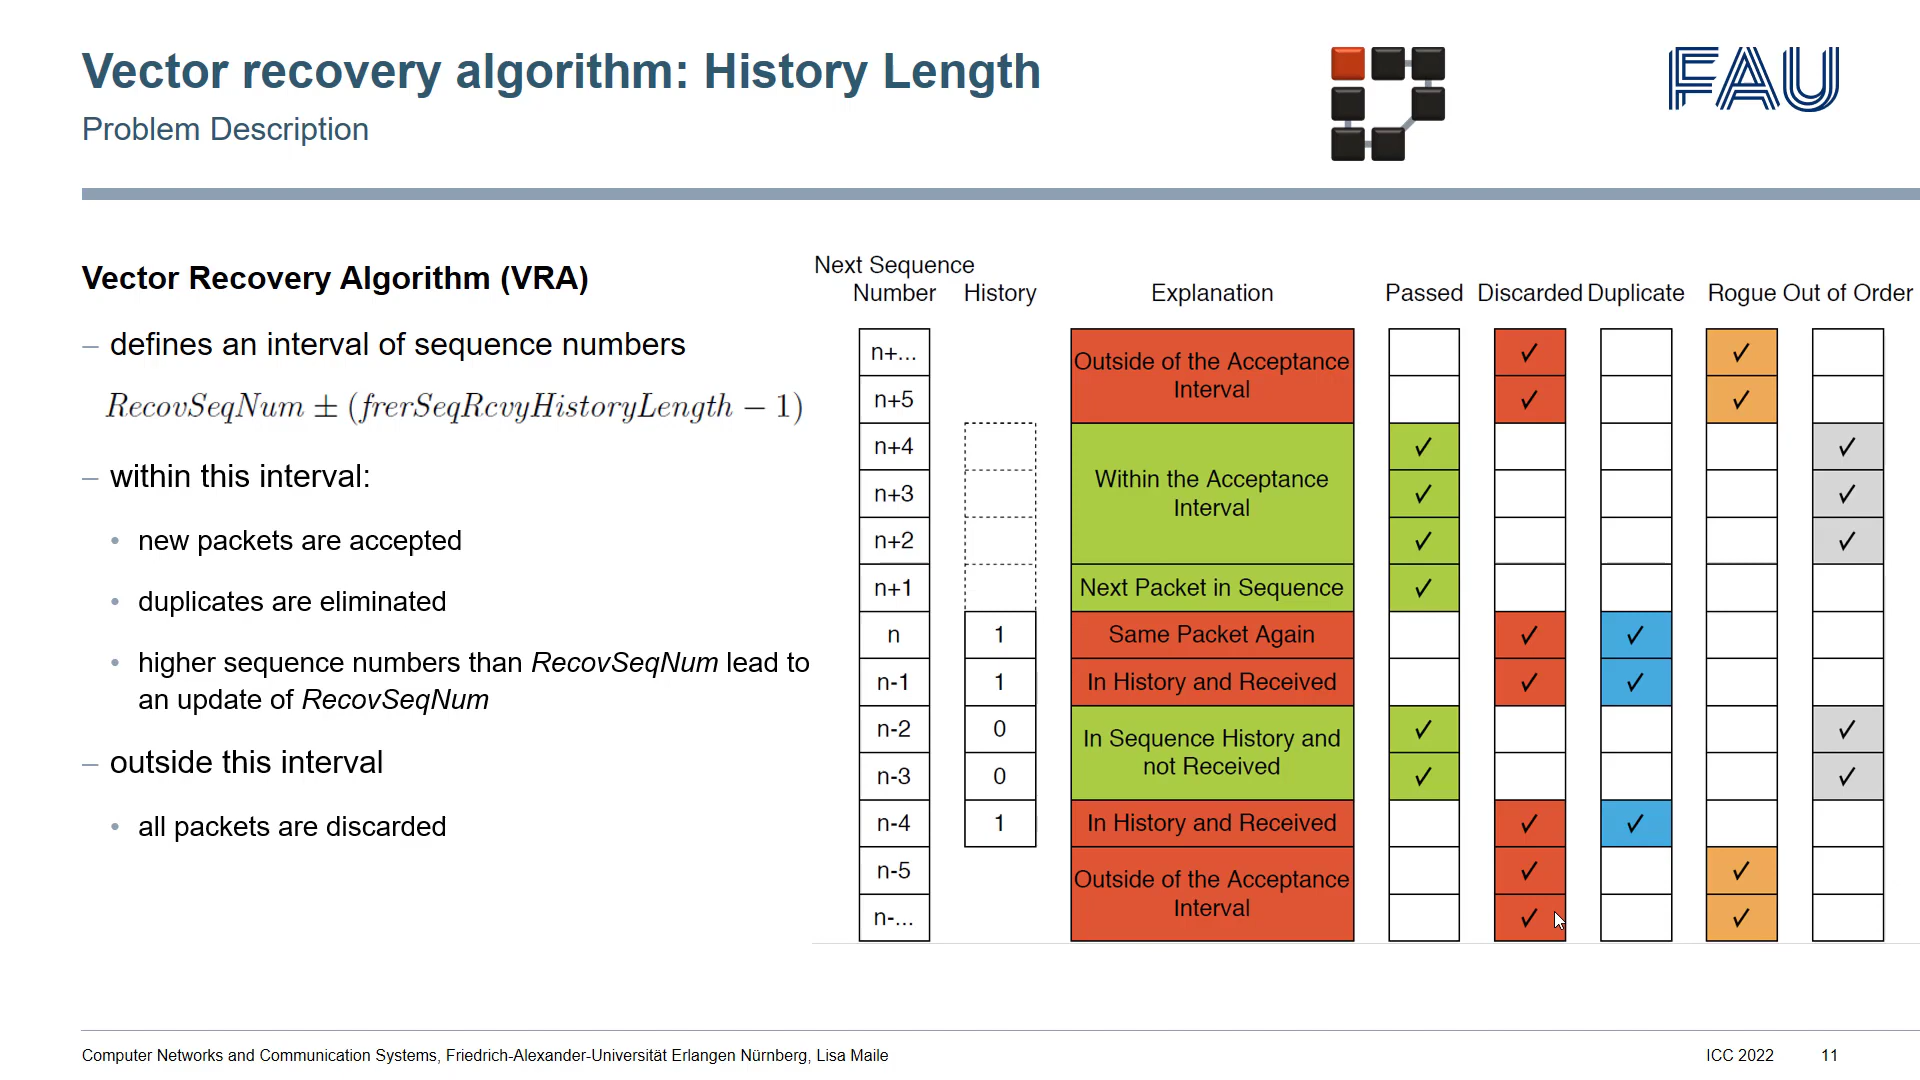 Vector recovery algorithm: History Length
Problem Description
FAU
Vector Recovery Algorithm (VRA)
– defines an interval of sequence numbers
RecovSeqNum ± (frerSeqRcvyHistoryLength − 1)
– within this interval:
• new packets are accepted
• duplicates are eliminated
• higher sequence numbers than RecovSeqNum lead to
an update of RecovSeqNum
– outside this interval
• all packets are discarded
Next Sequence
Number History Explanation Passed Discarded Duplicate Rogue Out of Order
n+... ✓ ✓
Outside of the Acceptance
Interval
n+5 ✓ ✓
n+4 ✓ ✓
Within the Acceptance
n+3 ✓ ✓
Interval
n+2 ✓ ✓
n+1 Next Packet in Sequence ✓
n 1 Same Packet Again ✓ ✓
n-1 1 In History and Received ✓ ✓
n-2 0 ✓ ✓
In Sequence History and
not Received
n-3 0 ✓ ✓
n-4 1 In History and Received ✓ ✓
n-5 ✓ ✓
Outside of the Acceptance
Interval
n-... ✓ ✓
Computer Networks and Communication Systems, Friedrich-Alexander-Universität Erlangen Nürnberg, Lisa Maile ICC 2022 11